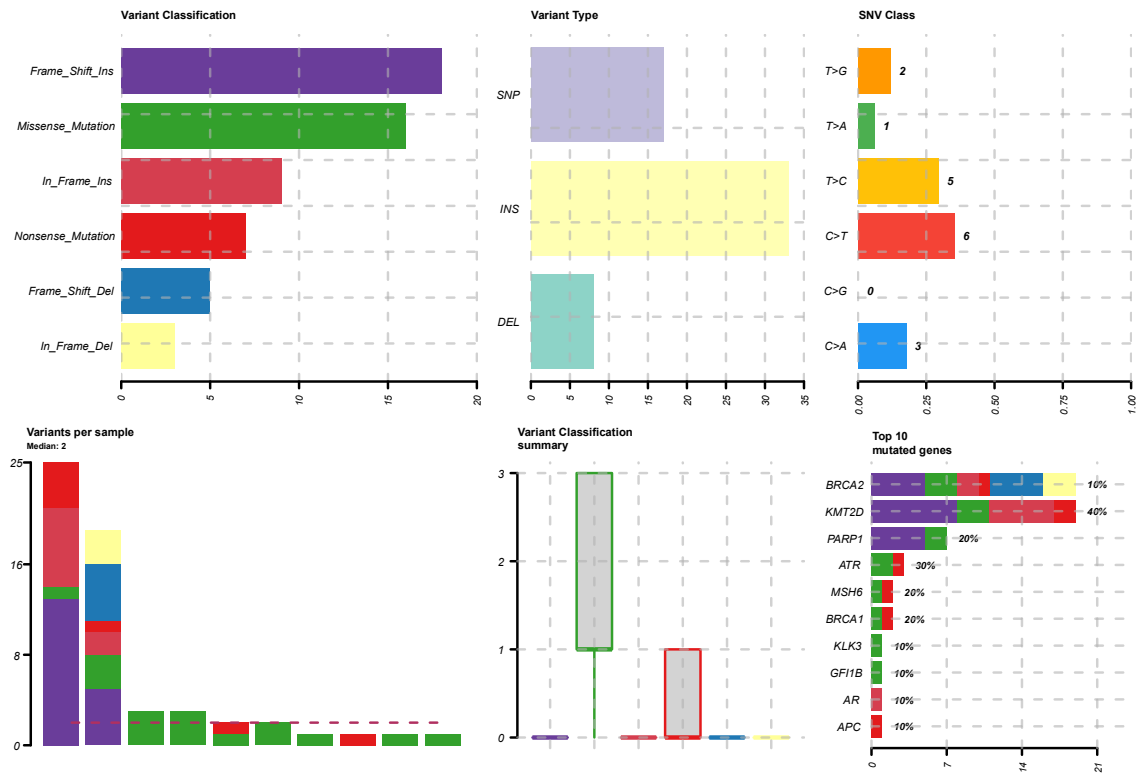 Variant Classification
Frame_Shift_Ins
Missense_Mutation
In_Frame_Ins
Nonsense_Mutation
Frame_Shift_Del
In_Frame_Del
0
5
10
15
20
Variant Type
SNP
INS
DEL
0
5
10
15
20
25
30
35
SNV Class
T>G
2
T>A
1
T>C
5
C>T
6
C>G
0
C>A
3
0.00
0.25
0.50
0.75
1.00
Variants per sample
Median: 2
25
16
8
0
Variant Classification
summary
3
2
1
0
Top 10
mutated genes
BRCA2
10%
KMT2D
40%
PARP1
20%
ATR
30%
MSH6
20%
BRCA1
20%
KLK3
10%
GFI1B
10%
AR
10%
APC
10%
0
7
14
21